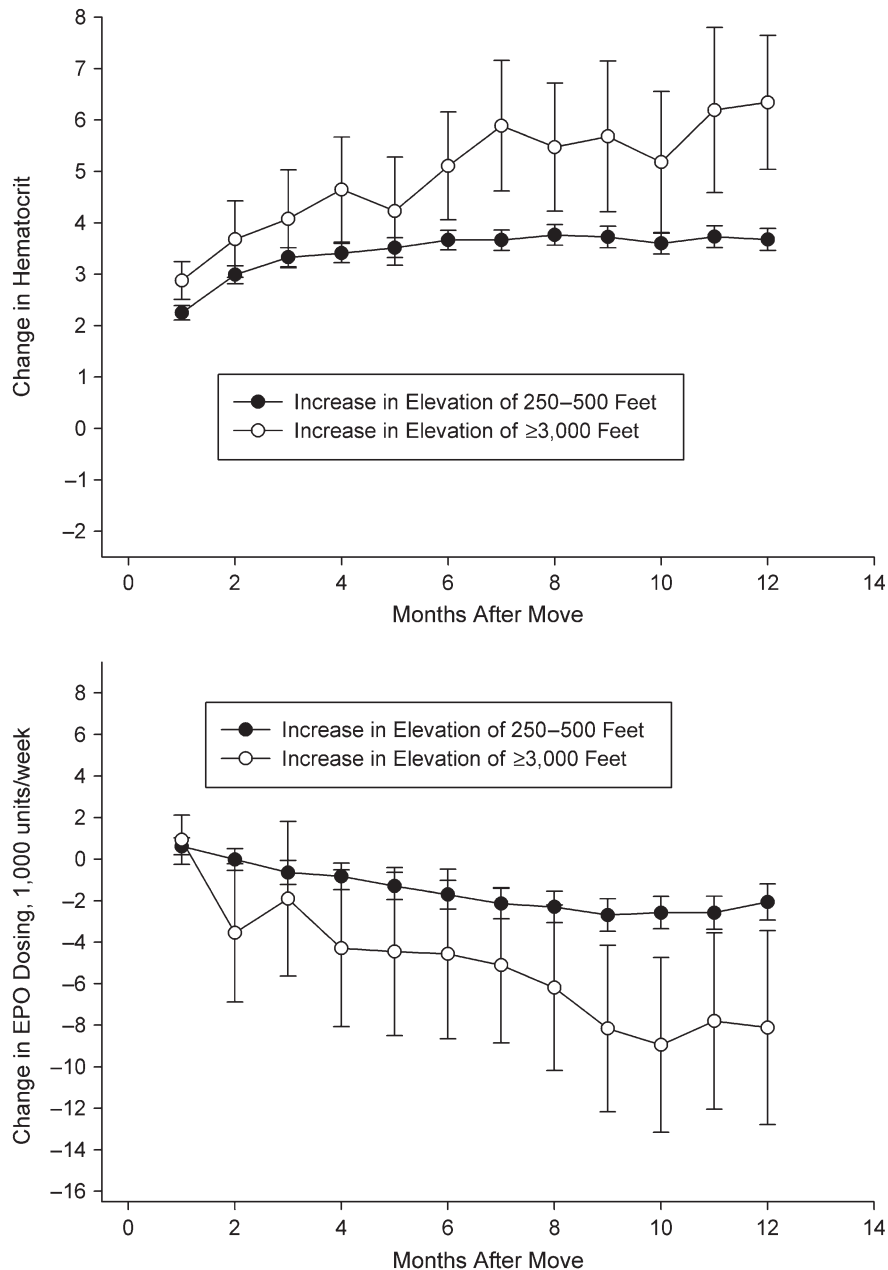 8
7
6
5
4
3
2
1
0
–1
–2
Change in Hematocrit
Increase in Elevation of 250–500 Feet
Increase in Elevation of ≥3,000 Feet
0 2 4 6 8 10 12 14
Months After Move
8
6
4
2
0
–2
–4
–6
–8
–10
–12
–14
–16
Change in EPO Dosing, 1,000 units/week
Increase in Elevation of 250–500 Feet
Increase in Elevation of ≥3,000 Feet
0 2 4 6 8 10 12 14
Months After Move